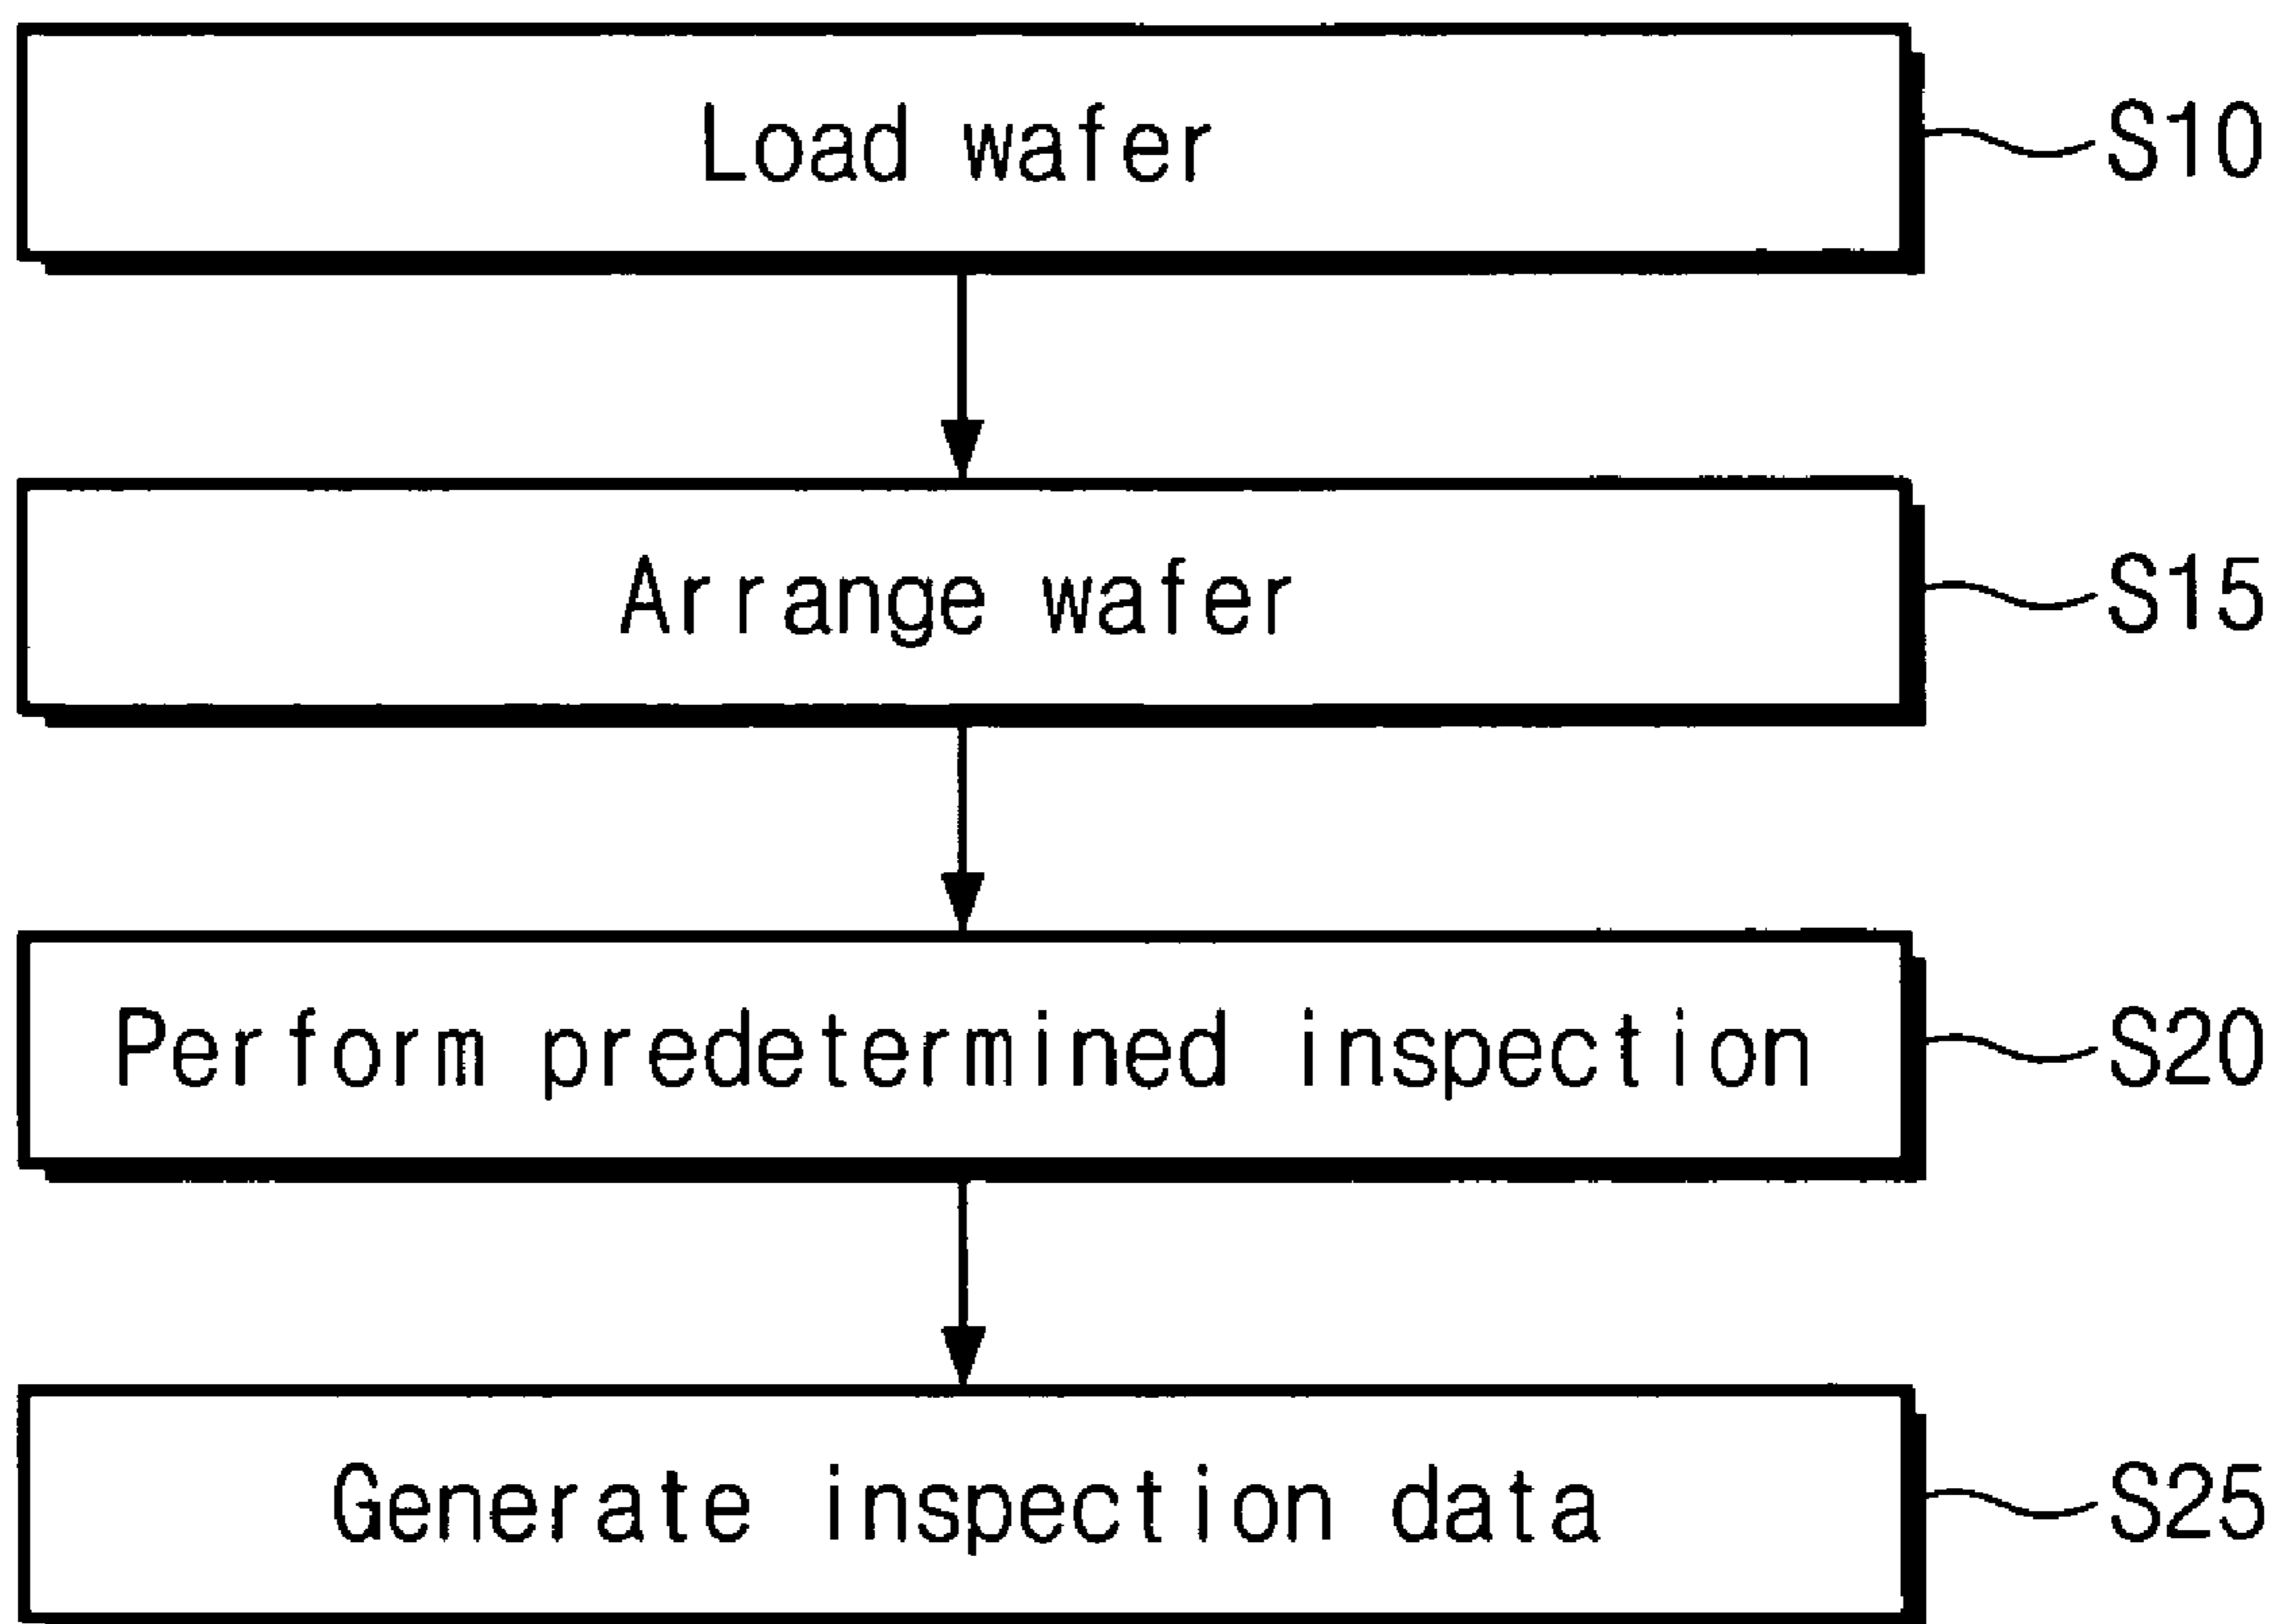 Load wafer S10
Arrange wafer S15
Perform predetermined inspection S20
Generate inspection data S25